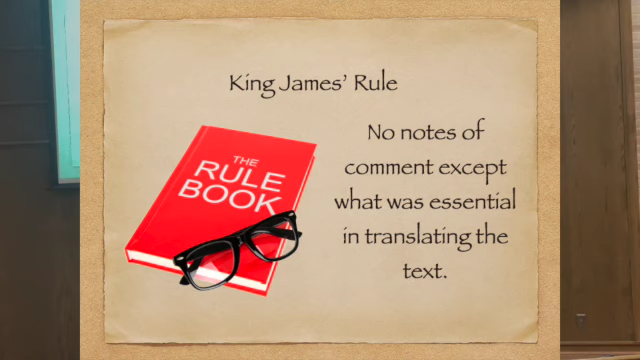 King James' Rule
THE
RULE
BOOK
No notes of
comment except
what was essential
in translating the
text.